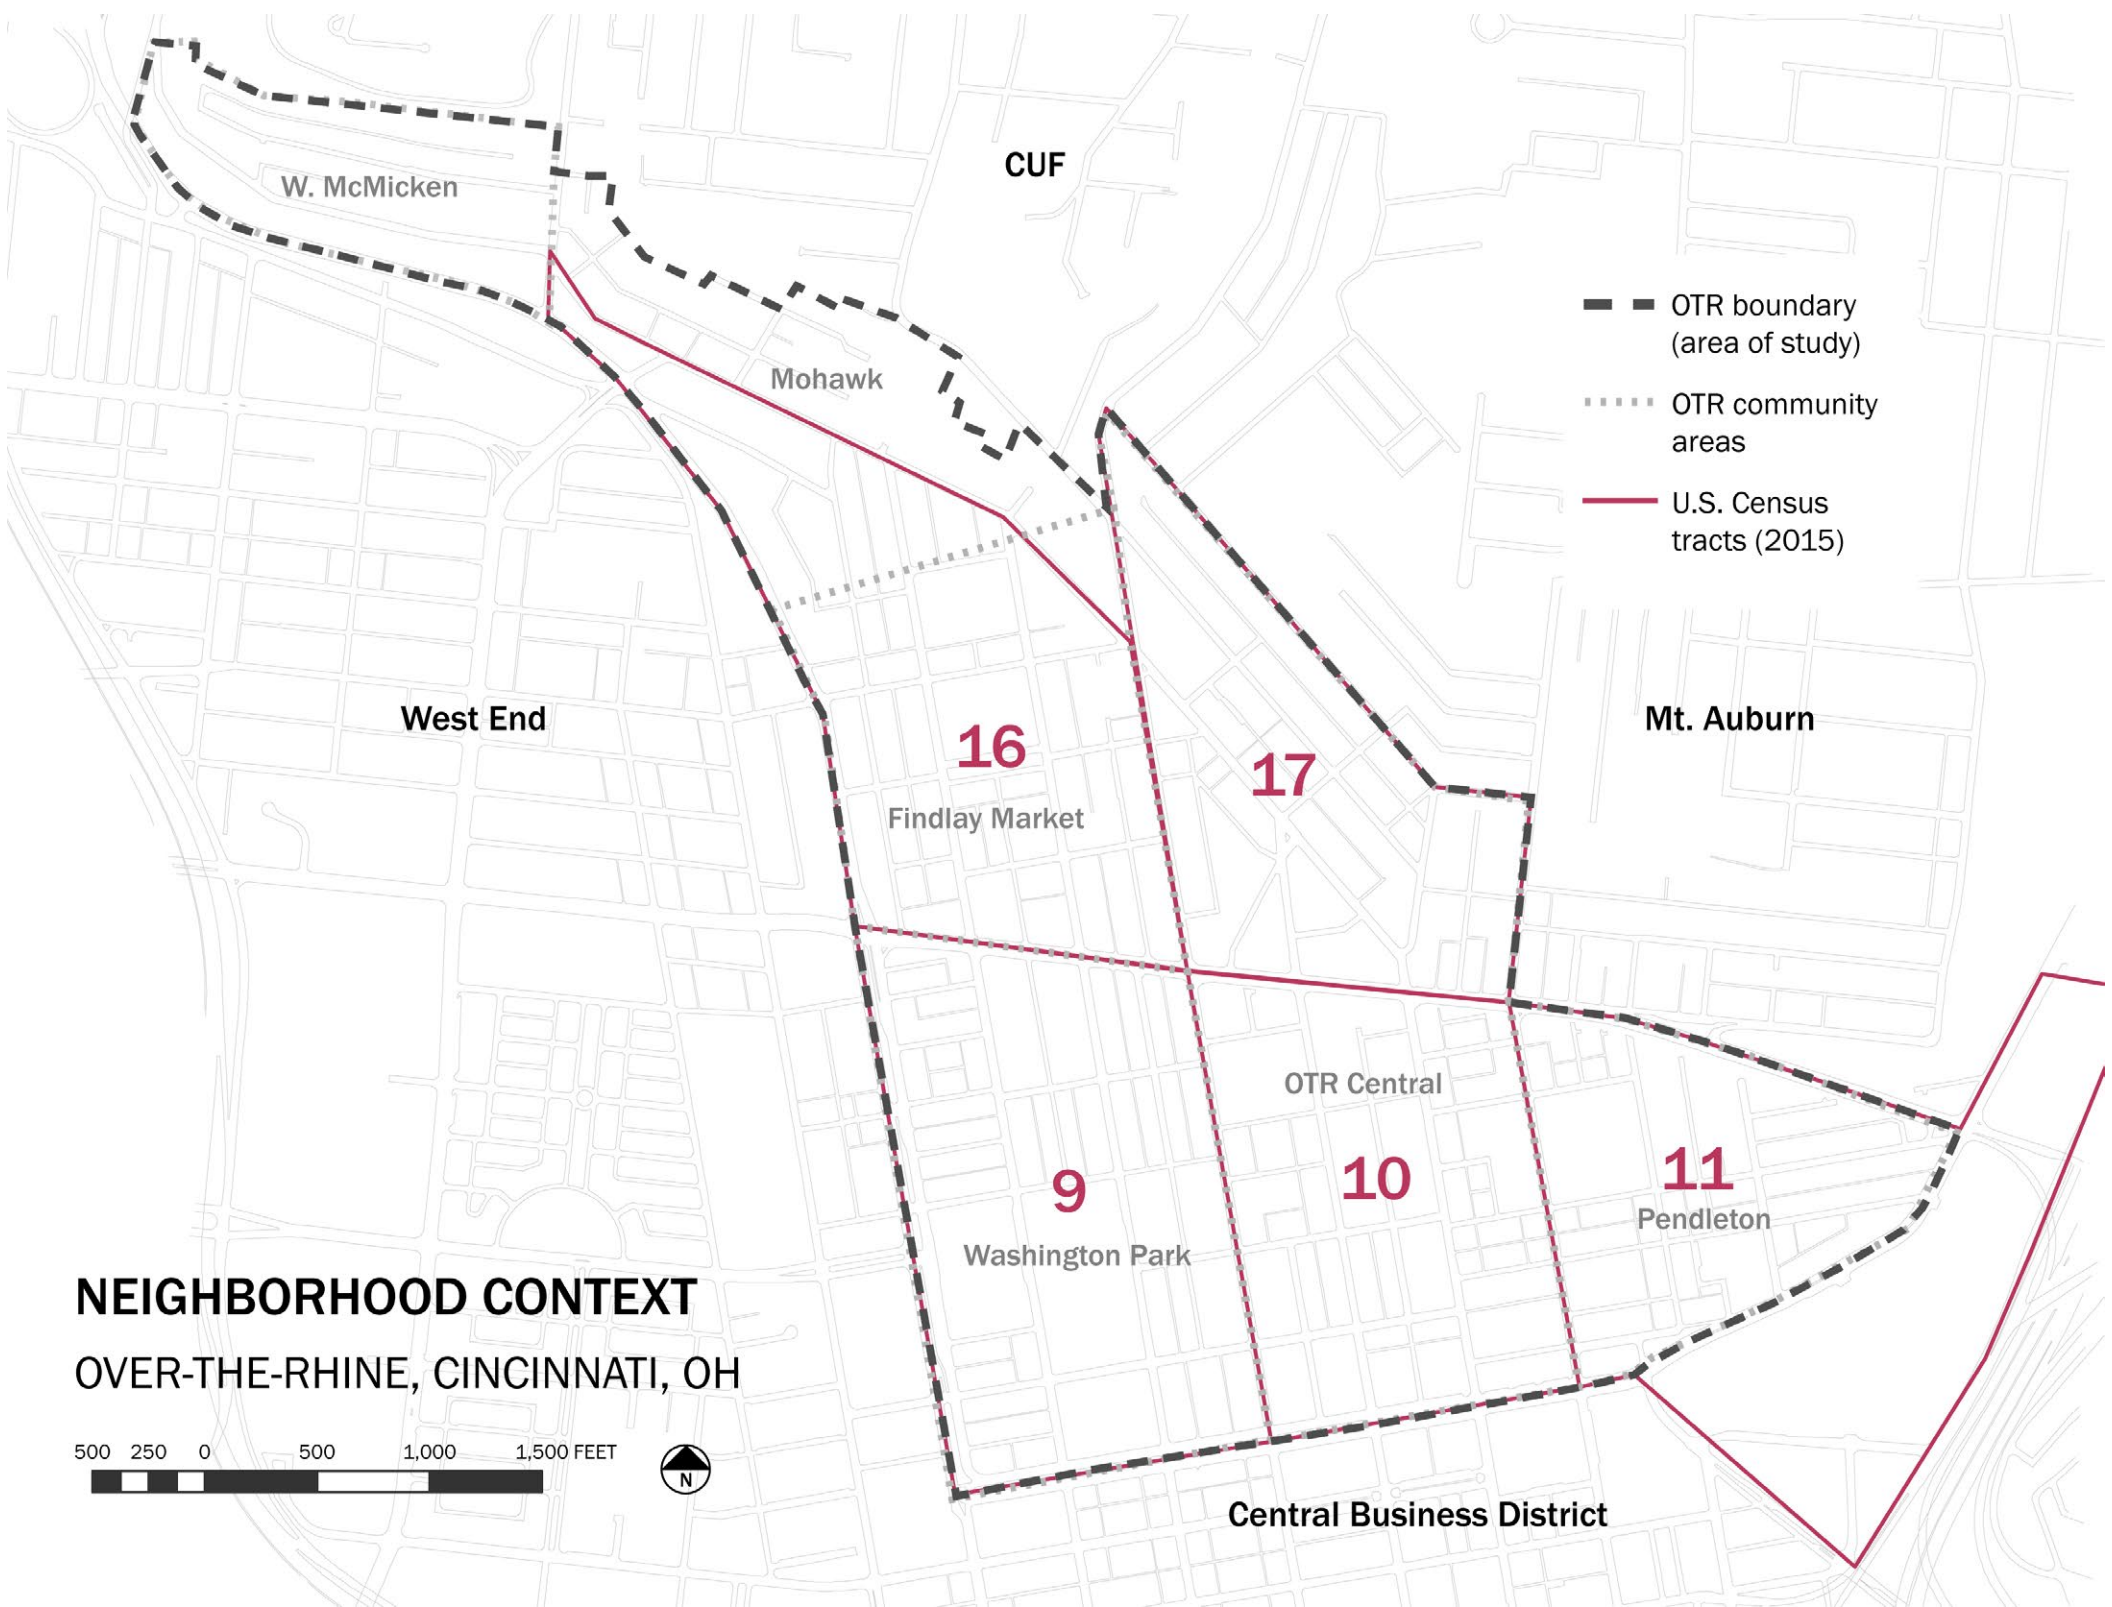 CUF
W. McMicken
OTR boundary
(area of study)
Mohawk
OTR community
areas
U.S. Census
tracts (2015)
West End
16
17
Mt. Auburn
Findlay Market
OTR Central
9
10
11
Washington Park
Pendleton
NEIGHBORHOOD CONTEXT
OVER-THE-RHINE, CINCINNATI, OH
500 250 0 500 1,000 1,500 FEET
N
Central Business District